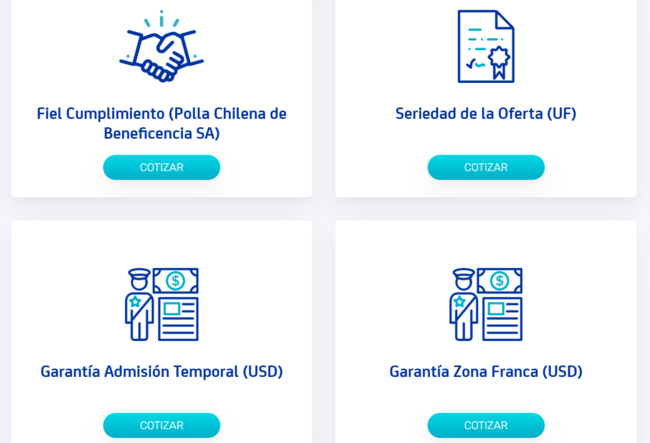 Fiel Cumplimiento (Polla Chilena de
Beneficencia SA)
COTIZAR
Seriedad de la Oferta (UF)
COTIZAR
$
Garantía Admisión Temporal (USD)
COTIZAR
$
Garantía Zona Franca (USD)
COTIZAR